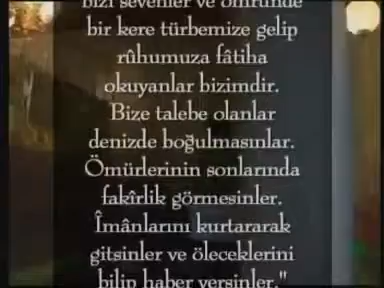 bizi sevenler ve ömründe
bir kere türbemize gelip
rûhumuza fâtiha
okuyanlar bizimdir.
Bize talebe olanlar
denizde boğulmasınlar.
Ömürlerinin sonlarında
fakîrlik görmesinler.
Îmânlarını kurtararak
gitsinler ve öleceklerini
bilip haber versinler."